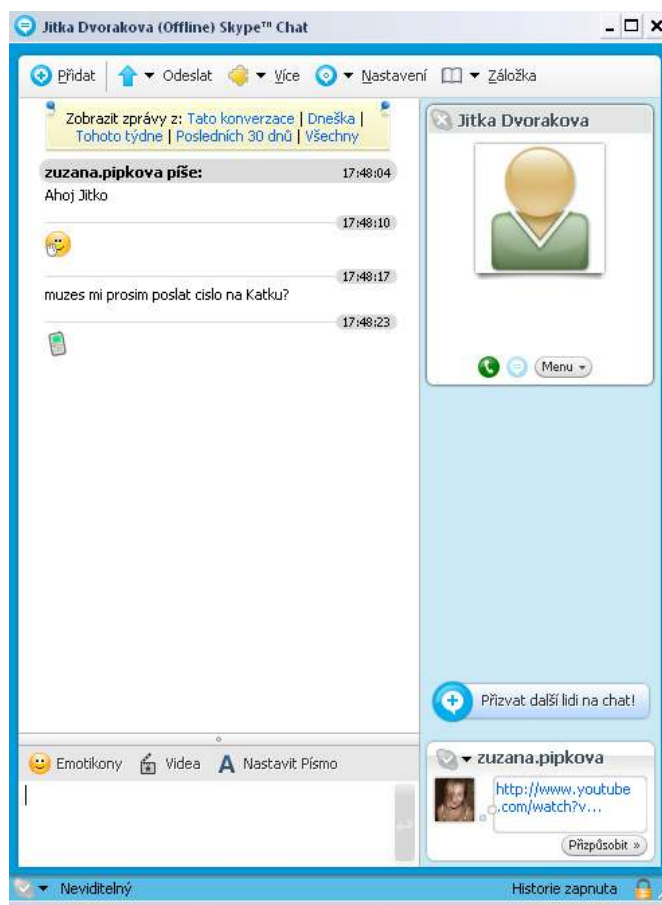 Jitka Dvorakova (Offline) Skype™ Chat
Přidat Odeslat Více Nastavení Záložka
Zobrazit zprávy z: Tato konverzace | Dneška |
Tohoto týdne | Posledních 30 dnů | Všechny
zuzana.pipkova píše: 17:48:04
Ahoj Jitko
17:48:10
17:48:17
muzes mi prosim poslat cislo na Katku?
17:48:23
Jitka Dvorakova
Menu
Přizvat další lidi na chat!
Emotikony Videa A Nastavit Písmo
zuzana.pipkova
http://www.youtube
.com/watch?v...
Přizpůsobit »
Neviditelný Historie zapnuta